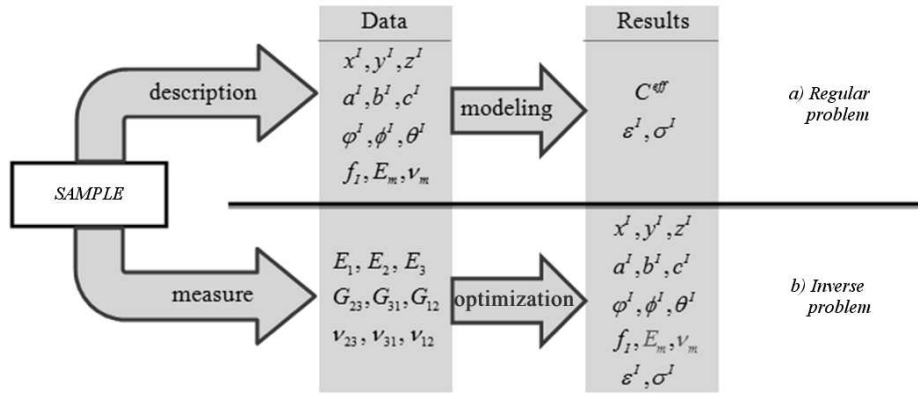 Data
Results
x^I, y^I, z^I
a^I, b^I, c^I
φ^I, ϕ^I, θ^I
f_I, E_m, ν_m
description
modeling
C^eff
ε^I, σ^I
a) Regular
problem
SAMPLE
measure
E_1, E_2, E_3
G_23, G_31, G_12
ν_23, ν_31, ν_12
optimization
x^I, y^I, z^I
a^I, b^I, c^I
φ^I, ϕ^I, θ^I
f_I, E_m, ν_m
ε^I, σ^I
b) Inverse
problem